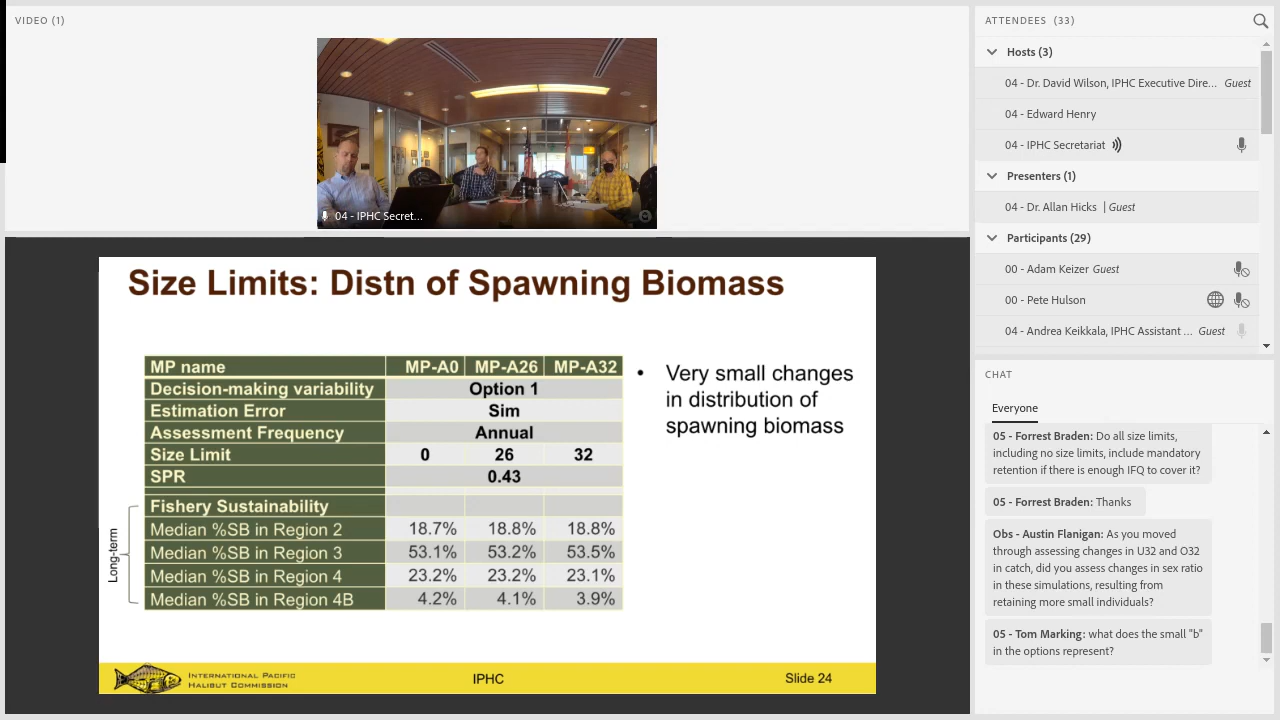 VIDEO (1)
04 - IPHC Secret...
Size Limits: Distn of Spawning Biomass
MP name MP-A0 MP-A26 MP-A32
Decision-making variability Option 1
Estimation Error Sim
Assessment Frequency Annual
Size Limit 0 26 32
SPR 0.43
Fishery Sustainability
Long-term
Median %SB in Region 2 18.7% 18.8% 18.8%
Median %SB in Region 3 53.1% 53.2% 53.5%
Median %SB in Region 4 23.2% 23.2% 23.1%
Median %SB in Region 4B 4.2% 4.1% 3.9%
• Very small changes
in distribution of
spawning biomass
INTERNATIONAL PACIFIC
HALIBUT COMMISSION
IPHC
Slide 24
ATTENDEES (33)
Hosts (3)
04 - Dr. David Wilson, IPHC Executive Dire... Guest
04 - Edward Henry
04 - IPHC Secretariat
Presenters (1)
04 - Dr. Allan Hicks | Guest
Participants (29)
00 - Adam Keizer Guest
00 - Pete Hulson
04 - Andrea Keikkala, IPHC Assistant ... Guest
CHAT
Everyone
05 - Forrest Braden: Do all size limits,
including no size limits, include mandatory
retention if there is enough IFQ to cover it?
05 - Forrest Braden: Thanks
Obs - Austin Flanigan: As you moved
through assessing changes in U32 and O32
in catch, did you assess changes in sex ratio
in these simulations, resulting from
retaining more small individuals?
05 - Tom Marking: what does the small "b"
in the options represent?